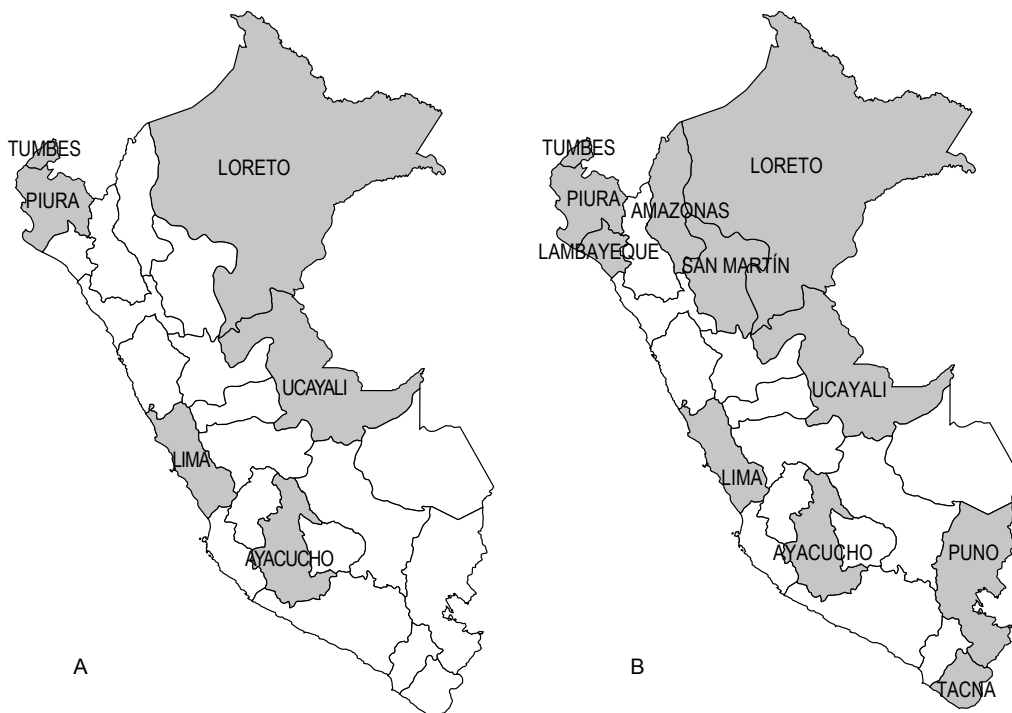 TUMBES
LORETO
PIURA
UCAYALI
LIMA
AYACUCHO
A
TUMBES
LORETO
PIURA
AMAZONAS
LAMBAYEQUE
SAN MARTÍN
UCAYALI
LIMA
AYACUCHO
PUNO
B
TACNA